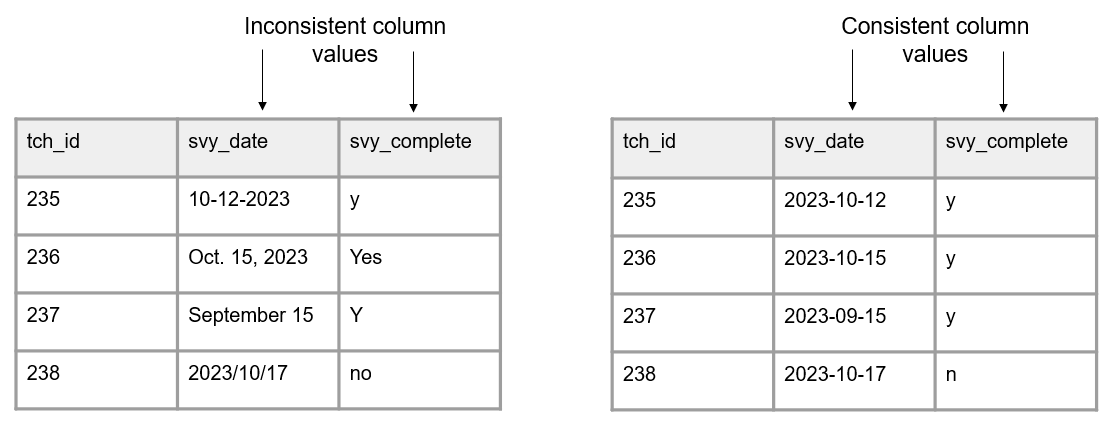 Inconsistent column
values
tch_id svy_date svy_complete
235 10-12-2023 y
236 Oct. 15, 2023 Yes
237 September 15 Y
238 2023/10/17 no
Consistent column
values
tch_id svy_date svy_complete
235 2023-10-12 y
236 2023-10-15 y
237 2023-09-15 y
238 2023-10-17 n